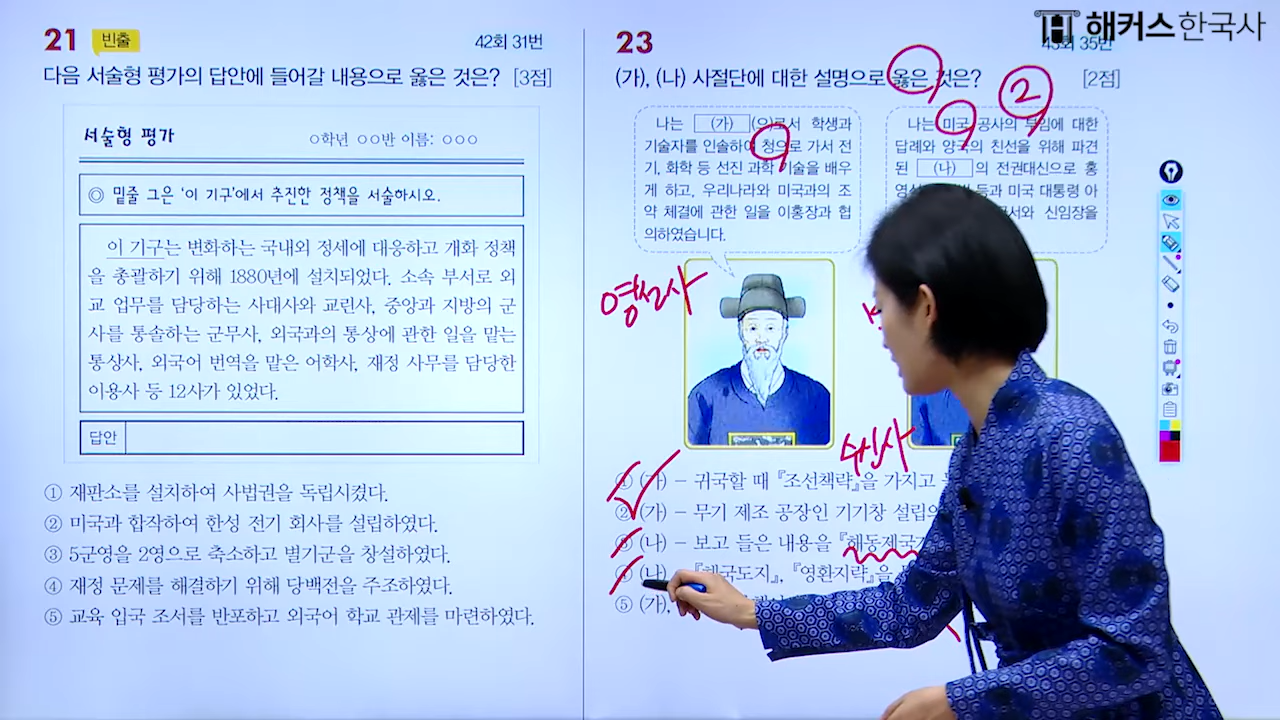 해커스한국사
21 빈출 42회 31번
다음 서술형 평가의 답안에 들어갈 내용으로 옳은 것은? [3점]
서술형 평가 ○학년 ○○반 이름: ○○○
◎ 밑줄 그은 '이 기구'에서 추진한 정책을 서술하시오.
이 기구는 변화하는 국내외 정세에 대응하고 개화 정책
을 총괄하기 위해 1880년에 설치되었다. 소속 부서로 외
교 업무를 담당하는 사대사와 교린사, 중앙과 지방의 군
사를 통솔하는 군무사, 외국과의 통상에 관한 일을 맡는
통상사, 외국어 번역을 맡은 어학사, 재정 사무를 담당한
이용사 등 12사가 있었다.
답안
① 재판소를 설치하여 사법권을 독립시켰다.
② 미국과 합작하여 한성 전기 회사를 설립하였다.
③ 5군영을 2영으로 축소하고 별기군을 창설하였다.
④ 재정 문제를 해결하기 위해 당백전을 주조하였다.
⑤ 교육 입국 조서를 반포하고 외국어 학교 관제를 마련하였다.
23 35번
(가), (나) 사절단에 대한 설명으로 옳은 것은? [2점]
나는 (가) (으)로서 학생과
기술자를 인솔하여 청으로 가서 전
기, 화학 등 선진 과학 기술을 배우
게 하고, 우리나라와 미국과의 조
약 체결에 관한 일을 이홍장과 협
의하였습니다.
나는 미국 공사의 부임에 대한
답례와 양국의 친선을 위해 파견
된 (나) 의 전권대신으로 홍
등과 미국 대통령 아
신임장을
영선사
수신사
②
① (가) – 귀국할 때 『조선책략』을 가지고
② (가) – 무기 제조 공장인 기기창 설립의
③ (나) – 보고 들은 내용을 『해동제국
④ (나) – 『해국도지』, 『영환지략』을
⑤ (가),